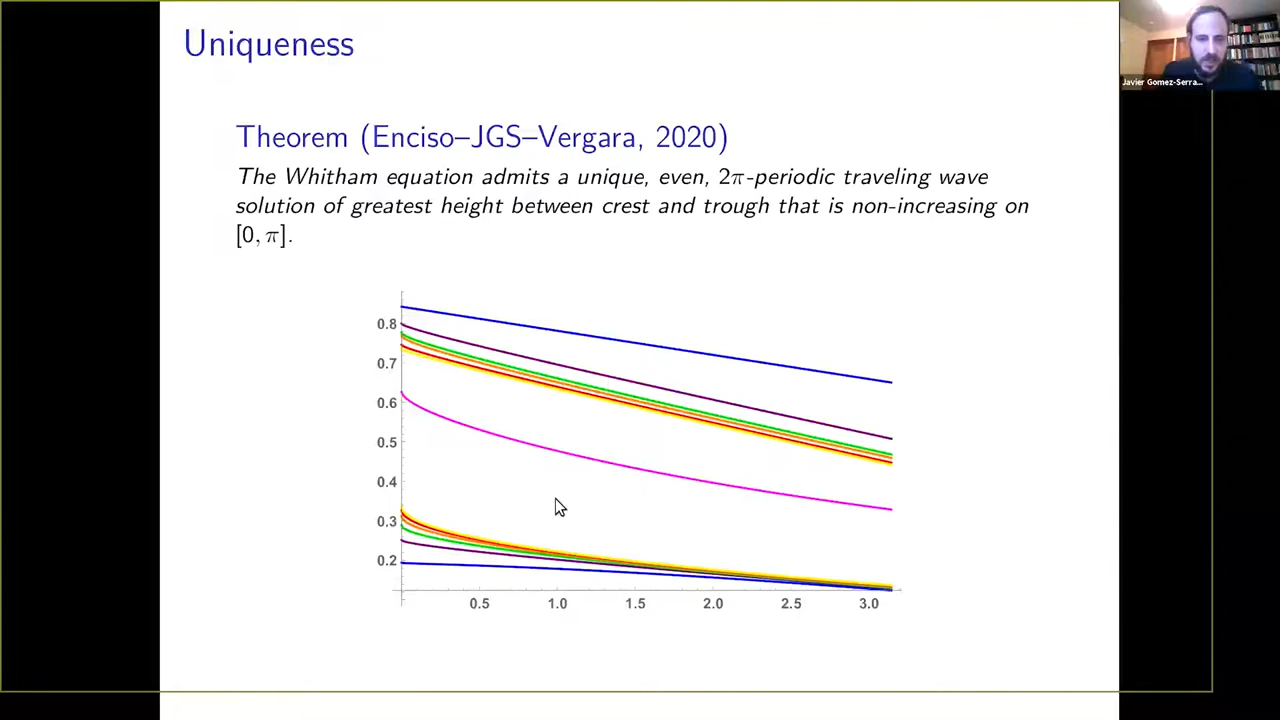 Uniqueness
Javier Gomez-Serra...
Theorem (Enciso–JGS–Vergara, 2020)
The Whitham equation admits a unique, even, 2π-periodic traveling wave
solution of greatest height between crest and trough that is non-increasing on
[0, π].
0.8
0.7
0.6
0.5
0.4
0.3
0.2
0.5 1.0 1.5 2.0 2.5 3.0